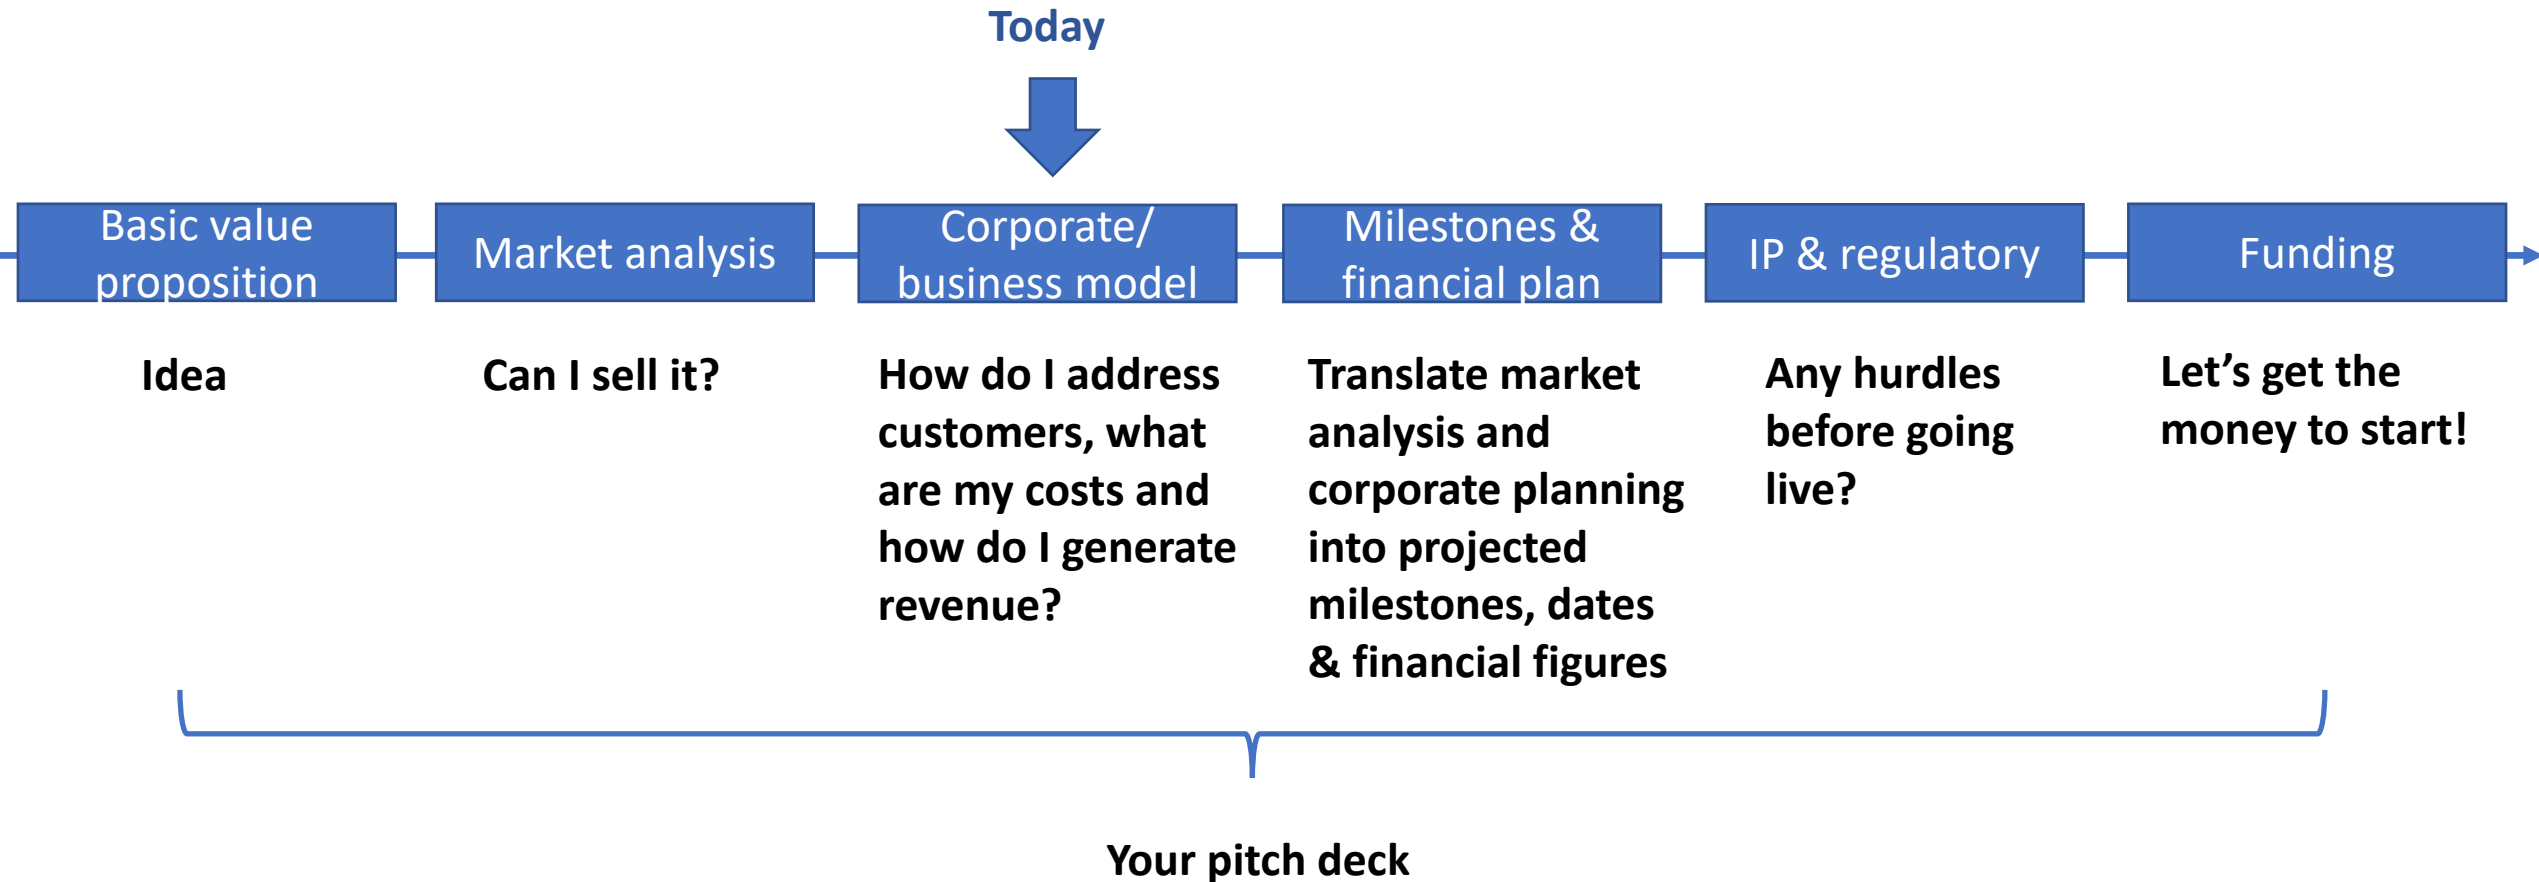 Today
Basic value
proposition
Market analysis
Corporate/
business model
Milestones &
financial plan
IP & regulatory
Funding
Idea
Can I sell it?
How do I address
customers, what
are my costs and
how do I generate
revenue?
Translate market
analysis and
corporate planning
into projected
milestones, dates
& financial figures
Any hurdles
before going
live?
Let’s get the
money to start!
Your pitch deck